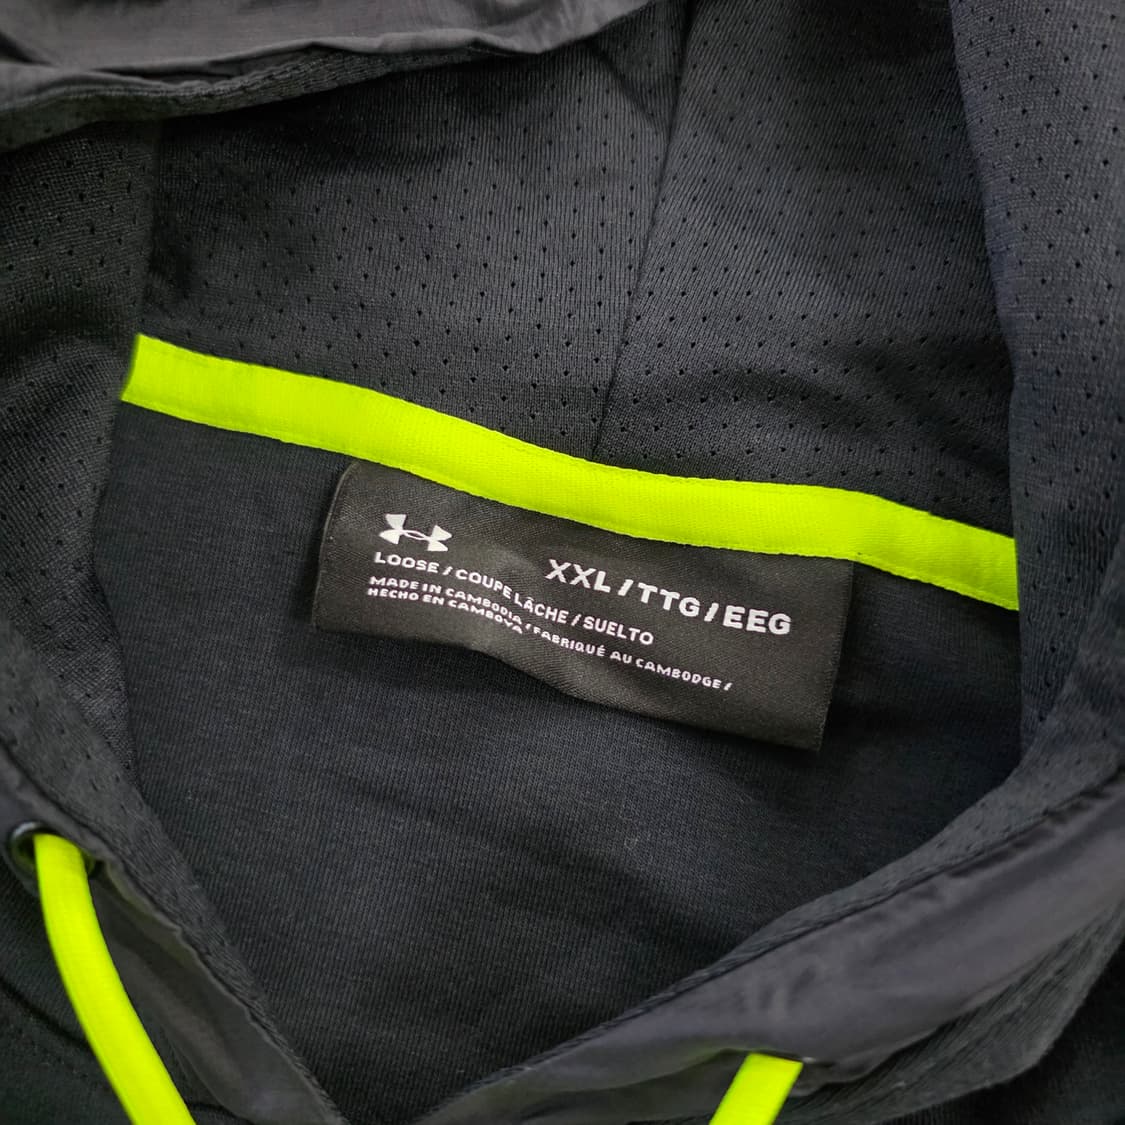 XXL/TTG/EEG
LOOSE / COUPE LÂCHE / SUELTO
MADE IN CAMBODIA / FABRIQUÉ AU CAMBODGE /
HECHO EN CAMBOYA